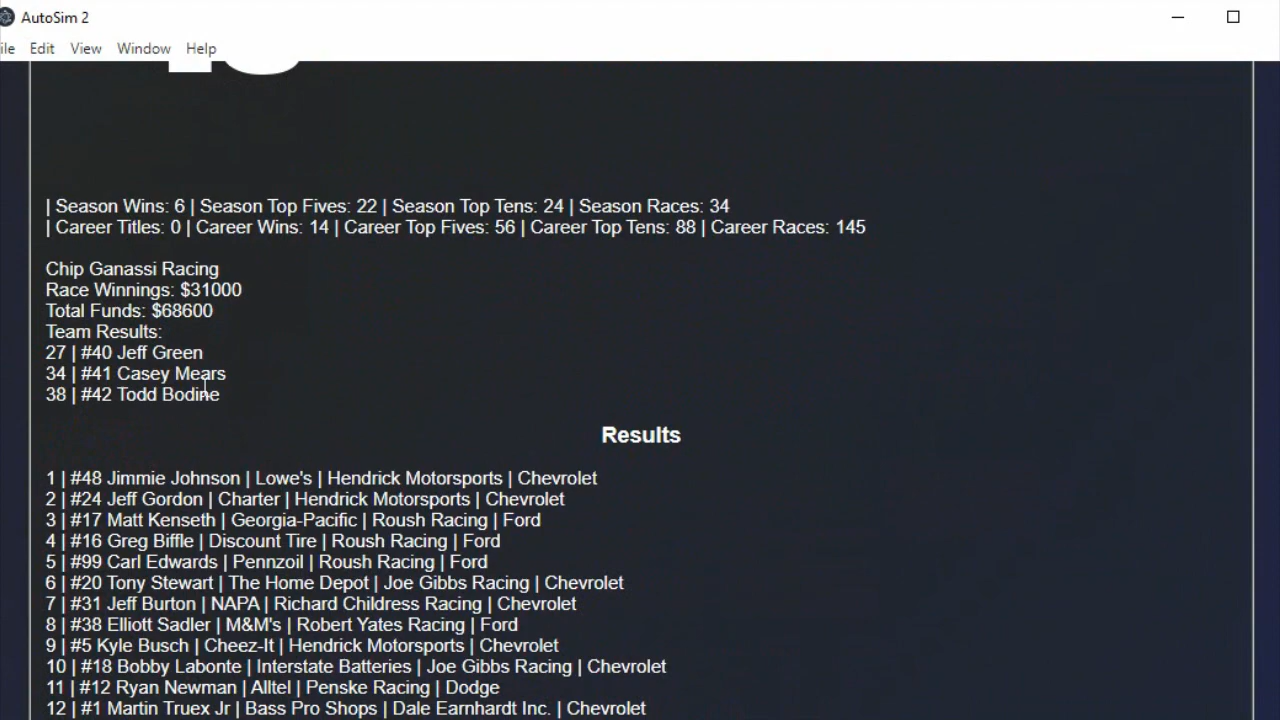 AutoSim 2
ile Edit View Window Help
| Season Wins: 6 | Season Top Fives: 22 | Season Top Tens: 24 | Season Races: 34
| Career Titles: 0 | Career Wins: 14 | Career Top Fives: 56 | Career Top Tens: 88 | Career Races: 145
Chip Ganassi Racing
Race Winnings: $31000
Total Funds: $68600
Team Results:
27 | #40 Jeff Green
34 | #41 Casey Mears
38 | #42 Todd Bodine
Results
1 | #48 Jimmie Johnson | Lowe's | Hendrick Motorsports | Chevrolet
2 | #24 Jeff Gordon | Charter | Hendrick Motorsports | Chevrolet
3 | #17 Matt Kenseth | Georgia-Pacific | Roush Racing | Ford
4 | #16 Greg Biffle | Discount Tire | Roush Racing | Ford
5 | #99 Carl Edwards | Pennzoil | Roush Racing | Ford
6 | #20 Tony Stewart | The Home Depot | Joe Gibbs Racing | Chevrolet
7 | #31 Jeff Burton | NAPA | Richard Childress Racing | Chevrolet
8 | #38 Elliott Sadler | M&M's | Robert Yates Racing | Ford
9 | #5 Kyle Busch | Cheez-It | Hendrick Motorsports | Chevrolet
10 | #18 Bobby Labonte | Interstate Batteries | Joe Gibbs Racing | Chevrolet
11 | #12 Ryan Newman | Alltel | Penske Racing | Dodge
12 | #1 Martin Truex Jr | Bass Pro Shops | Dale Earnhardt Inc. | Chevrolet